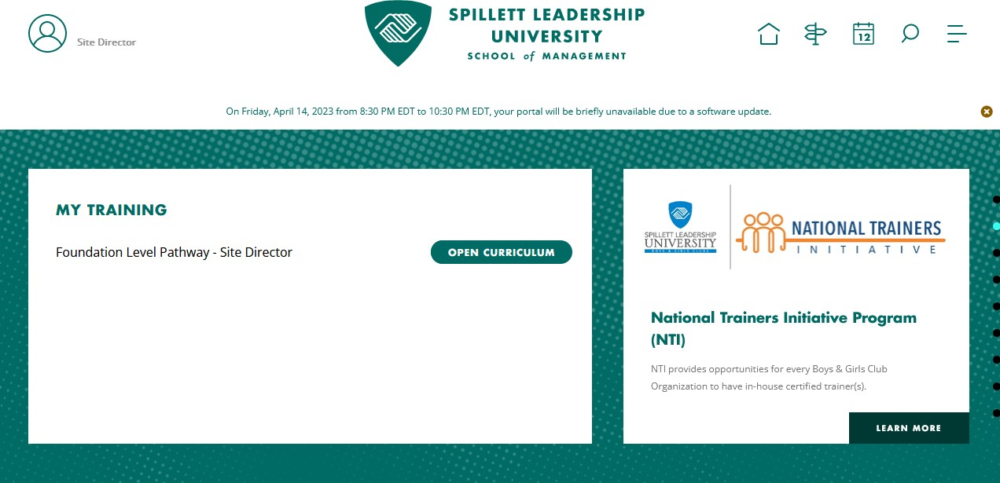 Site Director
SPILLETT LEADERSHIP
UNIVERSITY
SCHOOL of MANAGEMENT
12
On Friday, April 14, 2023 from 8:30 PM EDT to 10:30 PM EDT, your portal will be briefly unavailable due to a software update.
MY TRAINING
Foundation Level Pathway - Site Director
OPEN CURRICULUM
SPILLETT LEADERSHIP
UNIVERSITY
BOYS & GIRLS CLUBS
NATIONAL TRAINERS
INITIATIVE
National Trainers Initiative Program
(NTI)
NTI provides opportunities for every Boys & Girls Club
Organization to have in-house certified trainer(s).
LEARN MORE